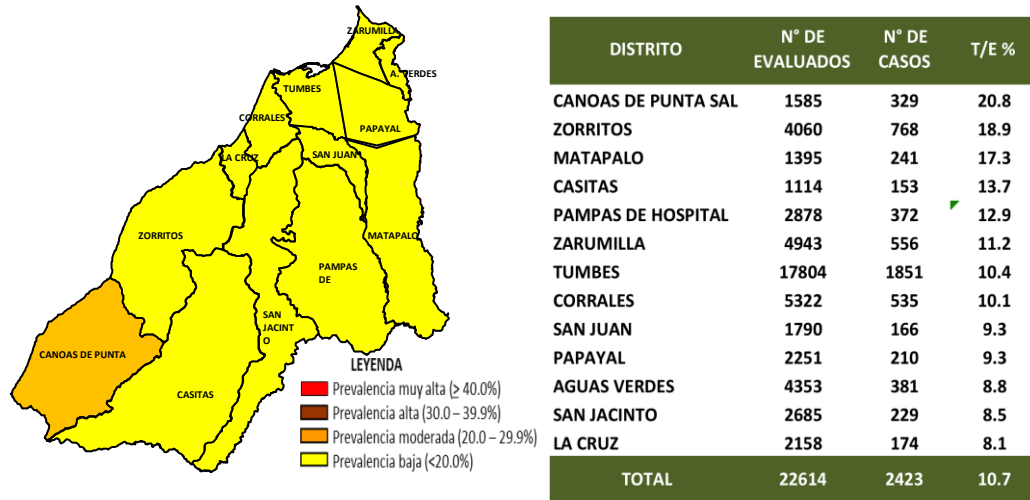 ZARUMILLA
A. VERDES
TUMBES
CORRALES
PAPAYAL
LA CRUZ
SAN JUAN
ZORRITOS
MATAPALO
PAMPAS
DE
SAN
JACINT
O
CANOAS DE PUNTA
CASITAS
LEYENDA
Prevalencia muy alta (≥ 40.0%)
Prevalencia alta (30.0 – 39.9%)
Prevalencia moderada (20.0 – 29.9%)
Prevalencia baja (<20.0%)
DISTRITO N° DE EVALUADOS N° DE CASOS T/E %
CANOAS DE PUNTA SAL 1585 329 20.8
ZORRITOS 4060 768 18.9
MATAPALO 1395 241 17.3
CASITAS 1114 153 13.7
PAMPAS DE HOSPITAL 2878 372 12.9
ZARUMILLA 4943 556 11.2
TUMBES 17804 1851 10.4
CORRALES 5322 535 10.1
SAN JUAN 1790 166 9.3
PAPAYAL 2251 210 9.3
AGUAS VERDES 4353 381 8.8
SAN JACINTO 2685 229 8.5
LA CRUZ 2158 174 8.1
TOTAL 22614 2423 10.7